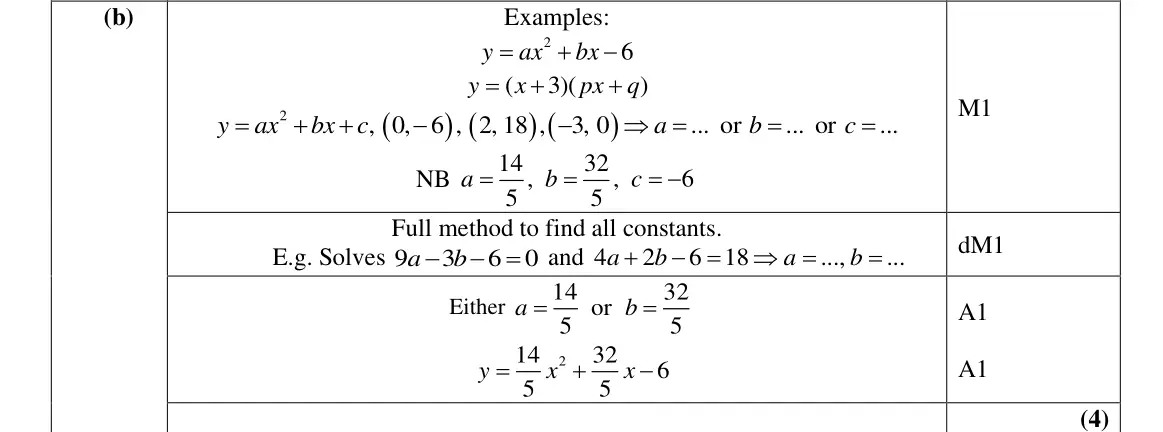 (b)
Examples:
y = ax² + bx − 6
y = (x + 3)(px + q)
y = ax² + bx + c, (0, − 6), (2, 18), (−3, 0) ⇒ a = ... or b = ... or c = ...
NB a = 14/5, b = 32/5, c = −6
M1
Full method to find all constants.
E.g. Solves 9a − 3b − 6 = 0 and 4a + 2b − 6 = 18 ⇒ a = ..., b = ...
dM1
Either a = 14/5 or b = 32/5
A1
y = 14/5 x² + 32/5 x − 6
A1
(4)